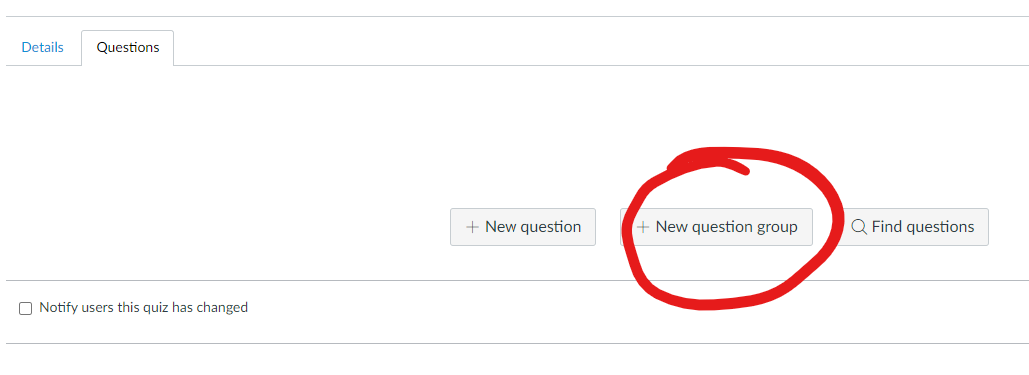 Details Questions
+ New question + New question group Find questions
Notify users this quiz has changed